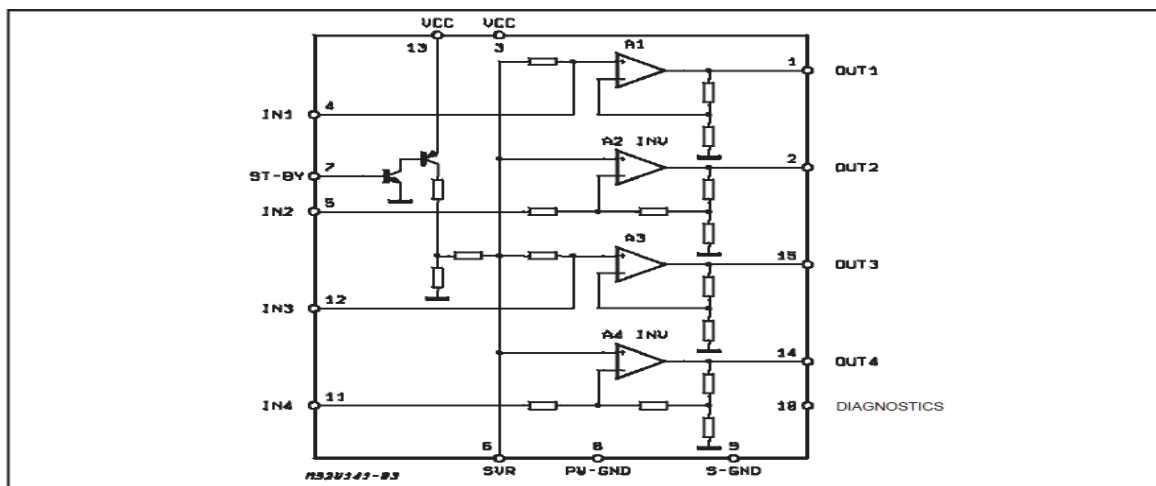 VCC VCC
13 3
A1
1 OUT1
4
IN1
A2 INV
2 OUT2
7
ST-BY
5
IN2
A3
15 OUT3
12
IN3
A4 INV
14 OUT4
11
IN4
10 DIAGNOSTICS
6 8 9
SVR PW-GND S-GND